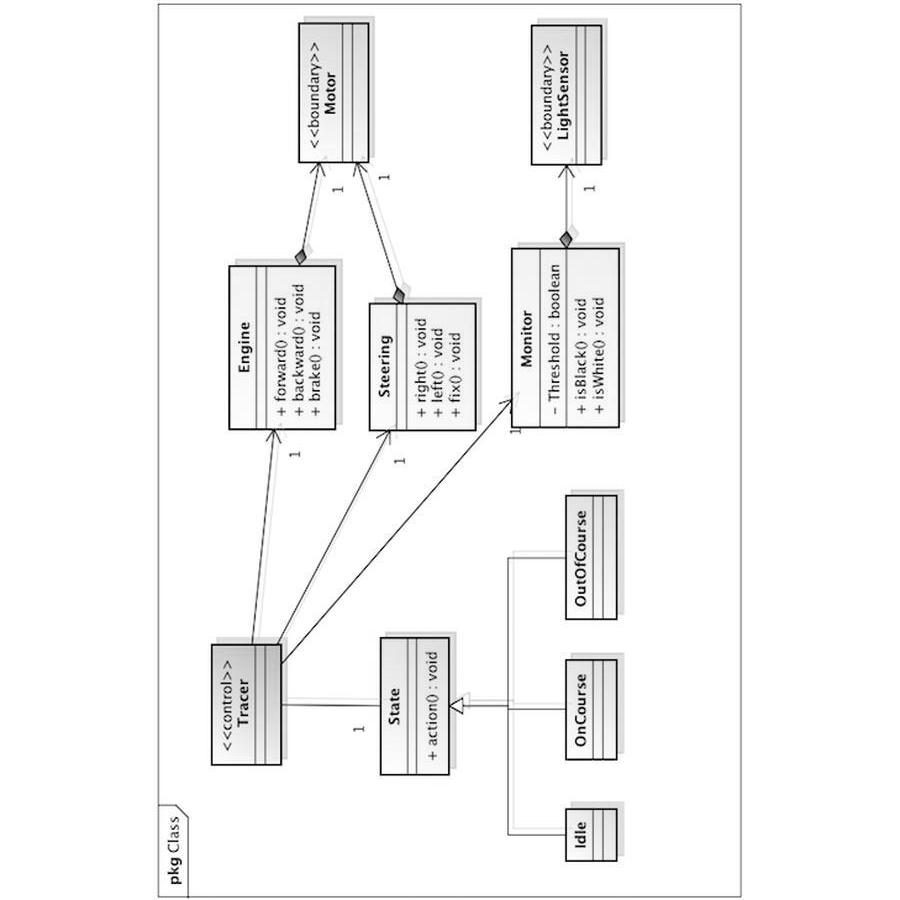 pkg Class
<<control>>
Tracer
1
State
+ action() : void
Idle
OnCourse
OutOfCourse
1
1
1
Engine
+ forward() : void
+ backward() : void
+ brake() : void
Steering
+ right() : void
+ left() : void
+ fix() : void
Monitor
- Threshold : boolean
+ isBlack() : void
+ isWhite() : void
1
1
1
<<boundary>>
Motor
<<boundary>>
LightSensor